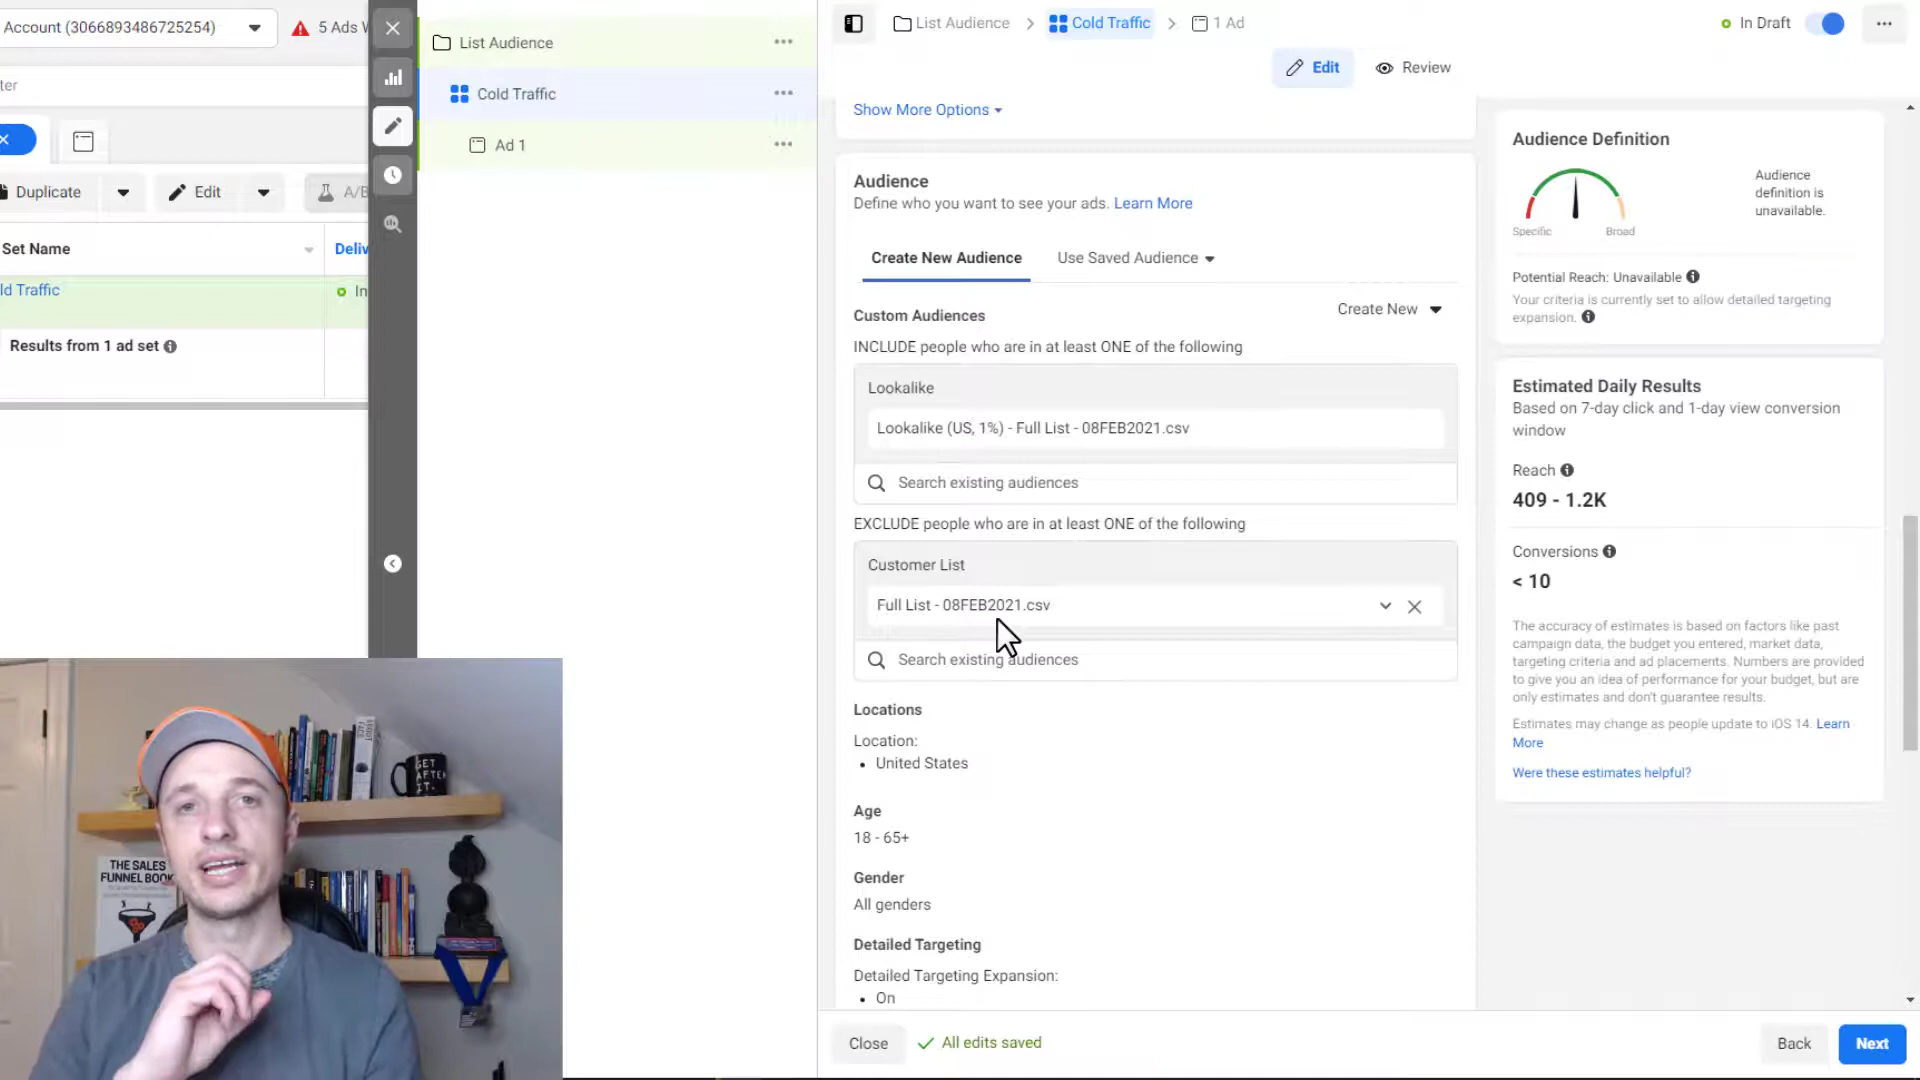 Account (3066893486725254)
5 Ads W
ter
Duplicate
Edit
A/B
Set Name
Deliv
ld Traffic
In
Results from 1 ad set
List Audience
Cold Traffic
Ad 1
List Audience
Cold Traffic
1 Ad
In Draft
Edit
Review
Show More Options
Audience
Define who you want to see your ads. Learn More
Create New Audience
Use Saved Audience
Custom Audiences
Create New
INCLUDE people who are in at least ONE of the following
Lookalike
Lookalike (US, 1%) - Full List - 08FEB2021.csv
Search existing audiences
EXCLUDE people who are in at least ONE of the following
Customer List
Full List - 08FEB2021.csv
Search existing audiences
Locations
Location:
United States
Age
18 - 65+
Gender
All genders
Detailed Targeting
Detailed Targeting Expansion:
On
Close
All edits saved
Back
Next
Audience Definition
Audience
definition is
unavailable.
Specific
Broad
Potential Reach: Unavailable
Your criteria is currently set to allow detailed targeting
expansion.
Estimated Daily Results
Based on 7-day click and 1-day view conversion
window
Reach
409 - 1.2K
Conversions
< 10
The accuracy of estimates is based on factors like past
campaign data, the budget you entered, market data,
targeting criteria and ad placements. Numbers are provided
to give you an idea of performance for your budget, but are
only estimates and don't guarantee results.
Estimates may change as people update to iOS 14. Learn
More
Were these estimates helpful?
GET
AFTER
IT.
THE SALES
FUNNEL BOOK